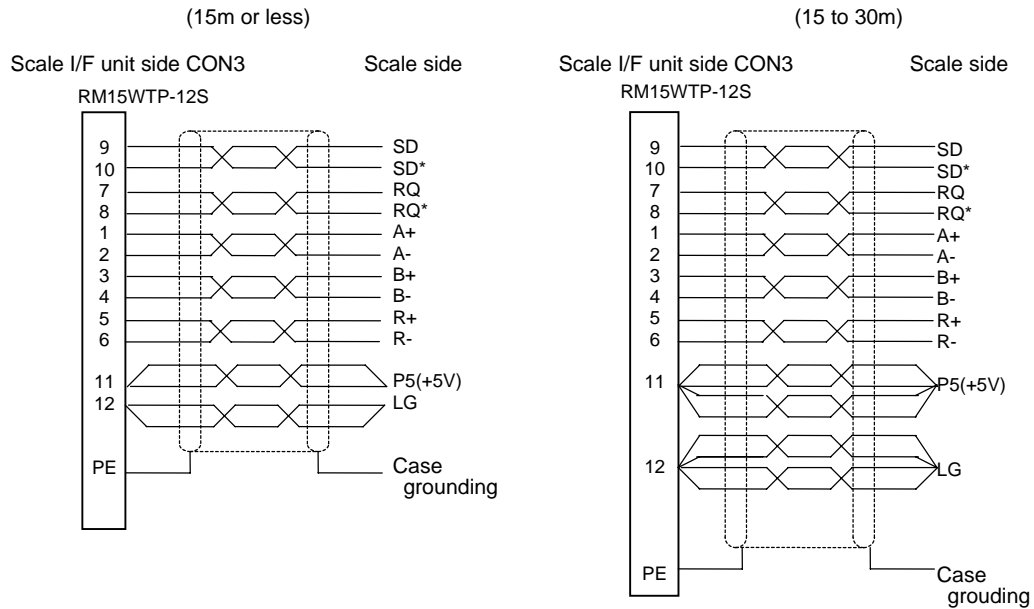 (15m or less)
Scale I/F unit side CON3
Scale side
RM15WTP-12S
9 SD
10 SD*
7 RQ
8 RQ*
1 A+
2 A-
3 B+
4 B-
5 R+
6 R-
11 P5(+5V)
12 LG
PE Case
grounding
(15 to 30m)
Scale I/F unit side CON3
Scale side
RM15WTP-12S
9 SD
10 SD*
7 RQ
8 RQ*
1 A+
2 A-
3 B+
4 B-
5 R+
6 R-
11 P5(+5V)
12 LG
PE Case
grouding